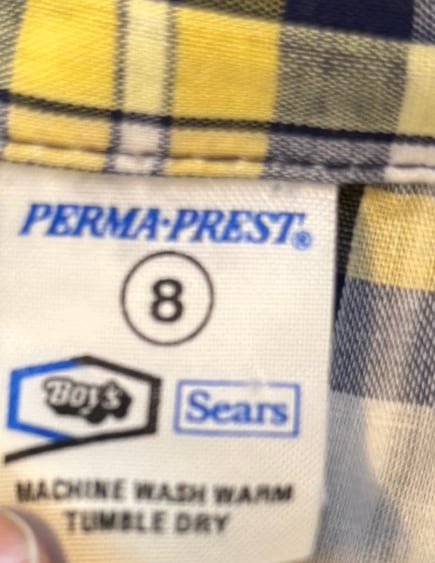 PERMA·PREST®
8
Boy's Sears
MACHINE WASH WARM
TUMBLE DRY